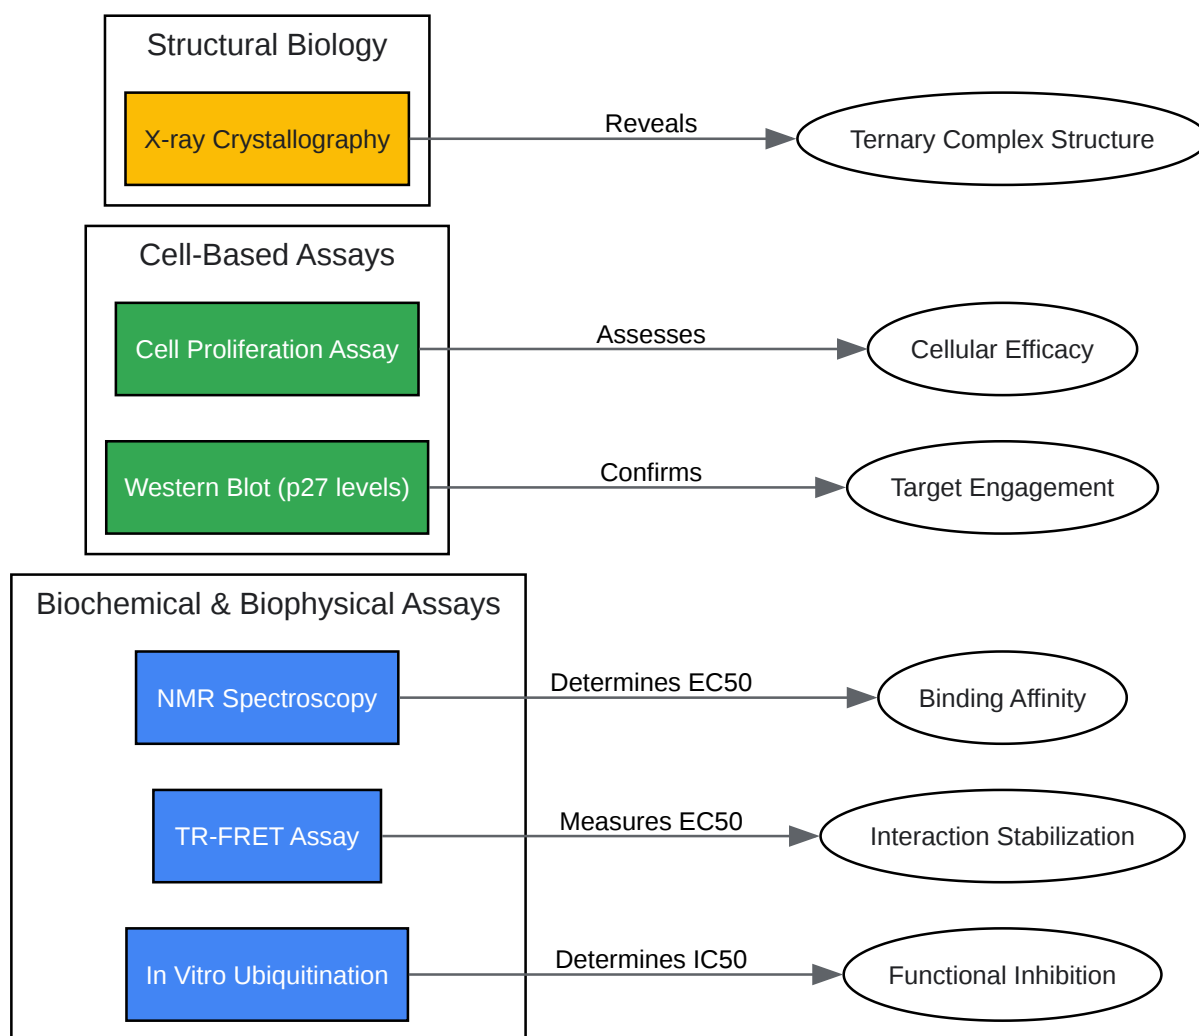 Structural Biology
X-ray Crystallography
Reveals
Ternary Complex Structure
Cell-Based Assays
Cell Proliferation Assay
Assesses
Cellular Efficacy
Western Blot (p27 levels)
Confirms
Target Engagement
Biochemical & Biophysical Assays
NMR Spectroscopy
Determines EC50
Binding Affinity
TR-FRET Assay
Measures EC50
Interaction Stabilization
In Vitro Ubiquitination
Determines IC50
Functional Inhibition